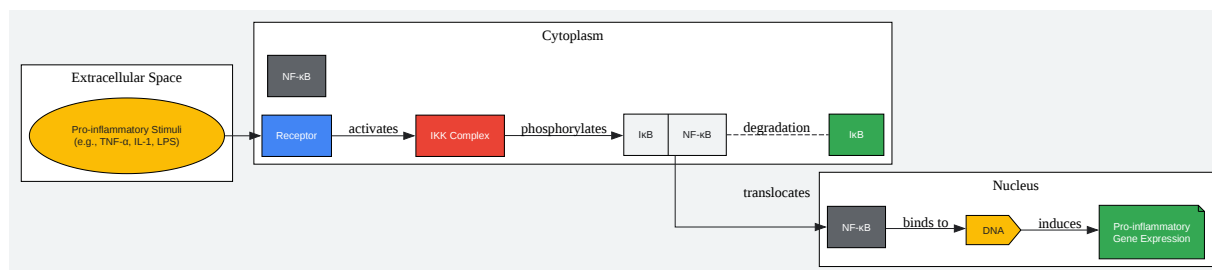 Extracellular Space
Pro-inflammatory Stimuli
(e.g., TNF-α, IL-1, LPS)
Cytoplasm
NF-κB
Receptor
activates
IKK Complex
phosphorylates
IκB
NF-κB
degradation
IκB
translocates
Nucleus
NF-κB
binds to
DNA
induces
Pro-inflammatory
Gene Expression